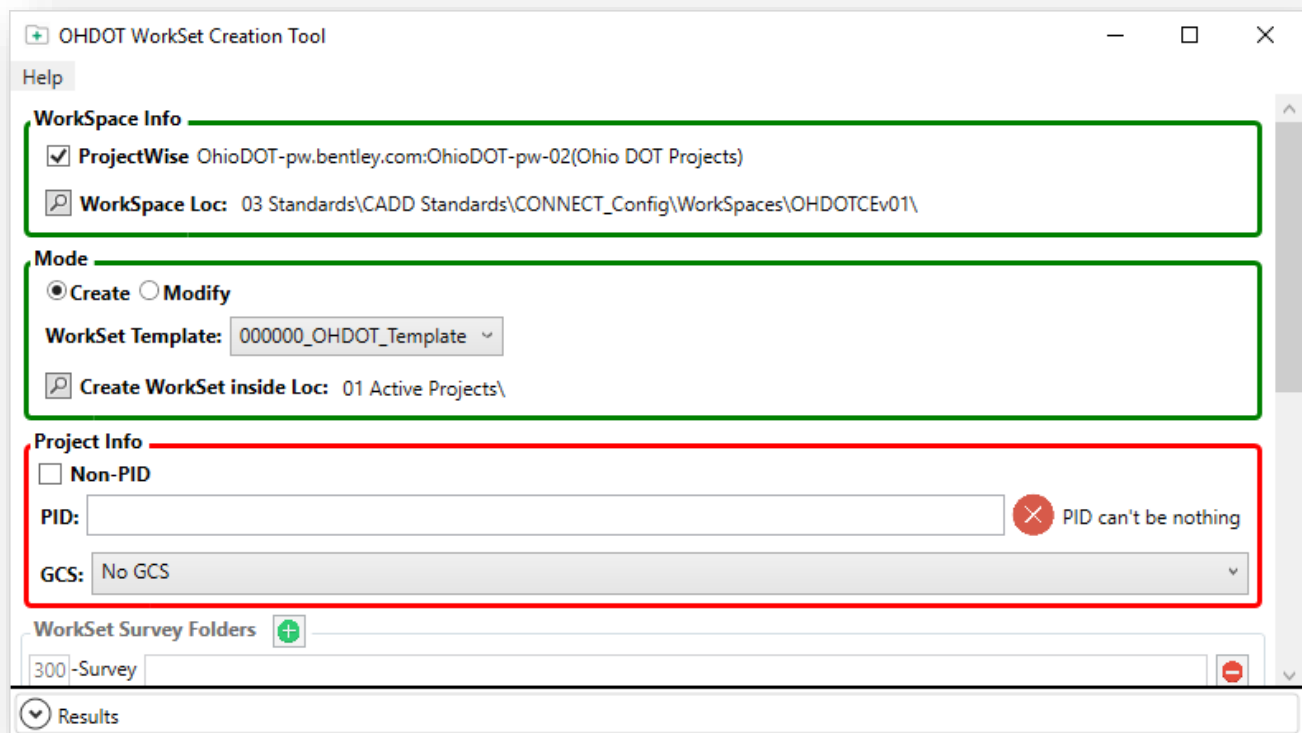 OHDOT WorkSet Creation Tool
Help
WorkSpace Info
ProjectWise OhioDOT-pw.bentley.com:OhioDOT-pw-02(Ohio DOT Projects)
WorkSpace Loc: 03 Standards\CADD Standards\CONNECT_Config\WorkSpaces\OHDOTCEv01\
Mode
Create Modify
WorkSet Template: 000000_OHDOT_Template
Create WorkSet inside Loc: 01 Active Projects\
Project Info
Non-PID
PID: PID can't be nothing
GCS: No GCS
WorkSet Survey Folders
300 -Survey
Results